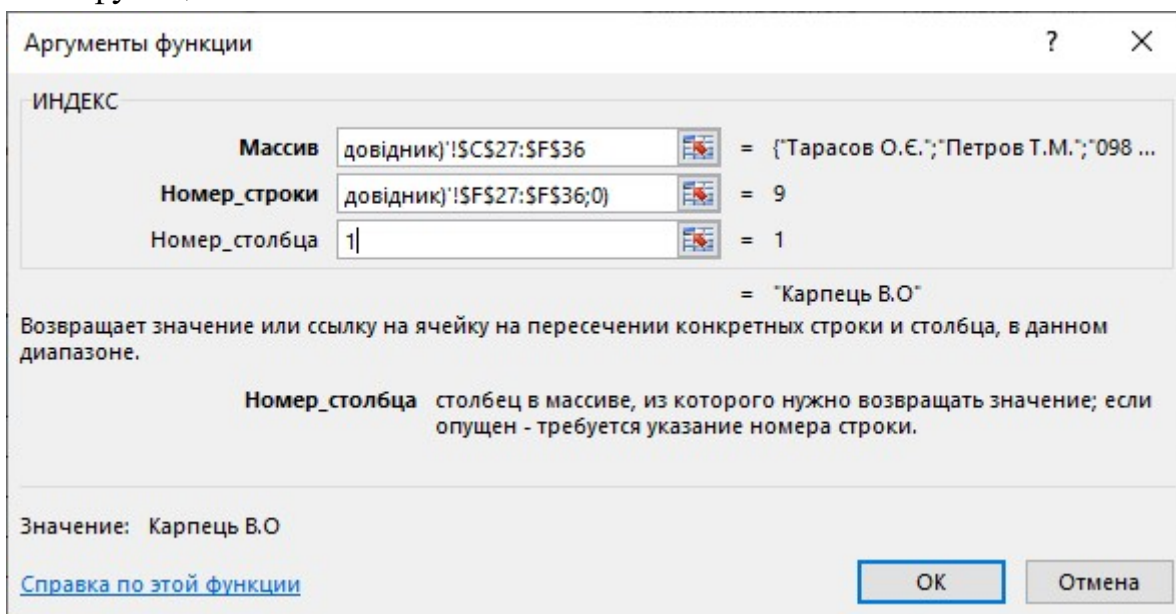 Аргументы функции ? ×
ИНДЕКС
Массив довідник)'!$C$27:$F$36 = {"Тарасов О.Є.";"Петров Т.М.";"098 ...
Номер_строки довідник)'!$F$27:$F$36;0) = 9
Номер_столбца 1 = 1
= "Карпець В.О"
Возвращает значение или ссылку на ячейку на пересечении конкретных строки и столбца, в данном
диапазоне.
Номер_столбца столбец в массиве, из которого нужно возвращать значение; если
опущен - требуется указание номера строки.
Значение: Карпець В.О
Справка по этой функции ОК Отмена